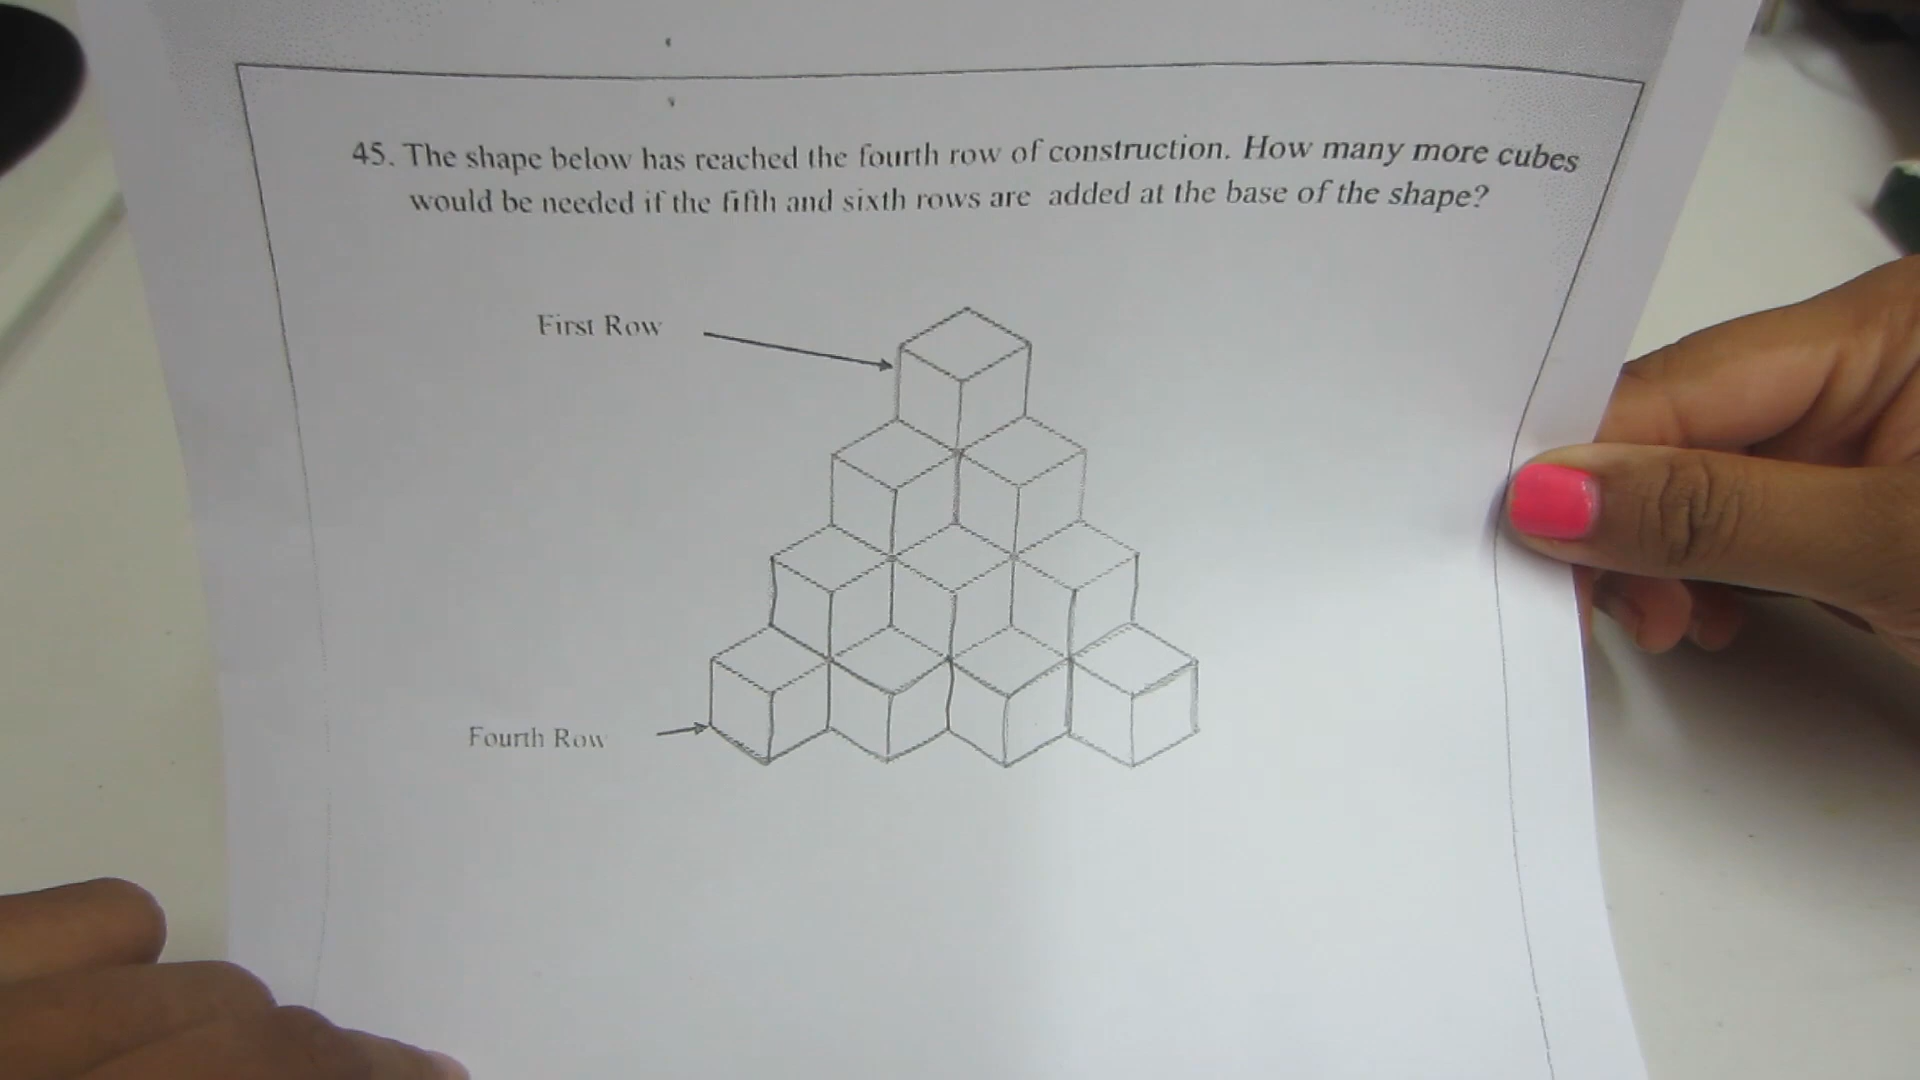 45. The shape below has reached the fourth row of construction. How many more cubes
would be needed if the fifth and sixth rows are added at the base of the shape?
First Row
Fourth Row